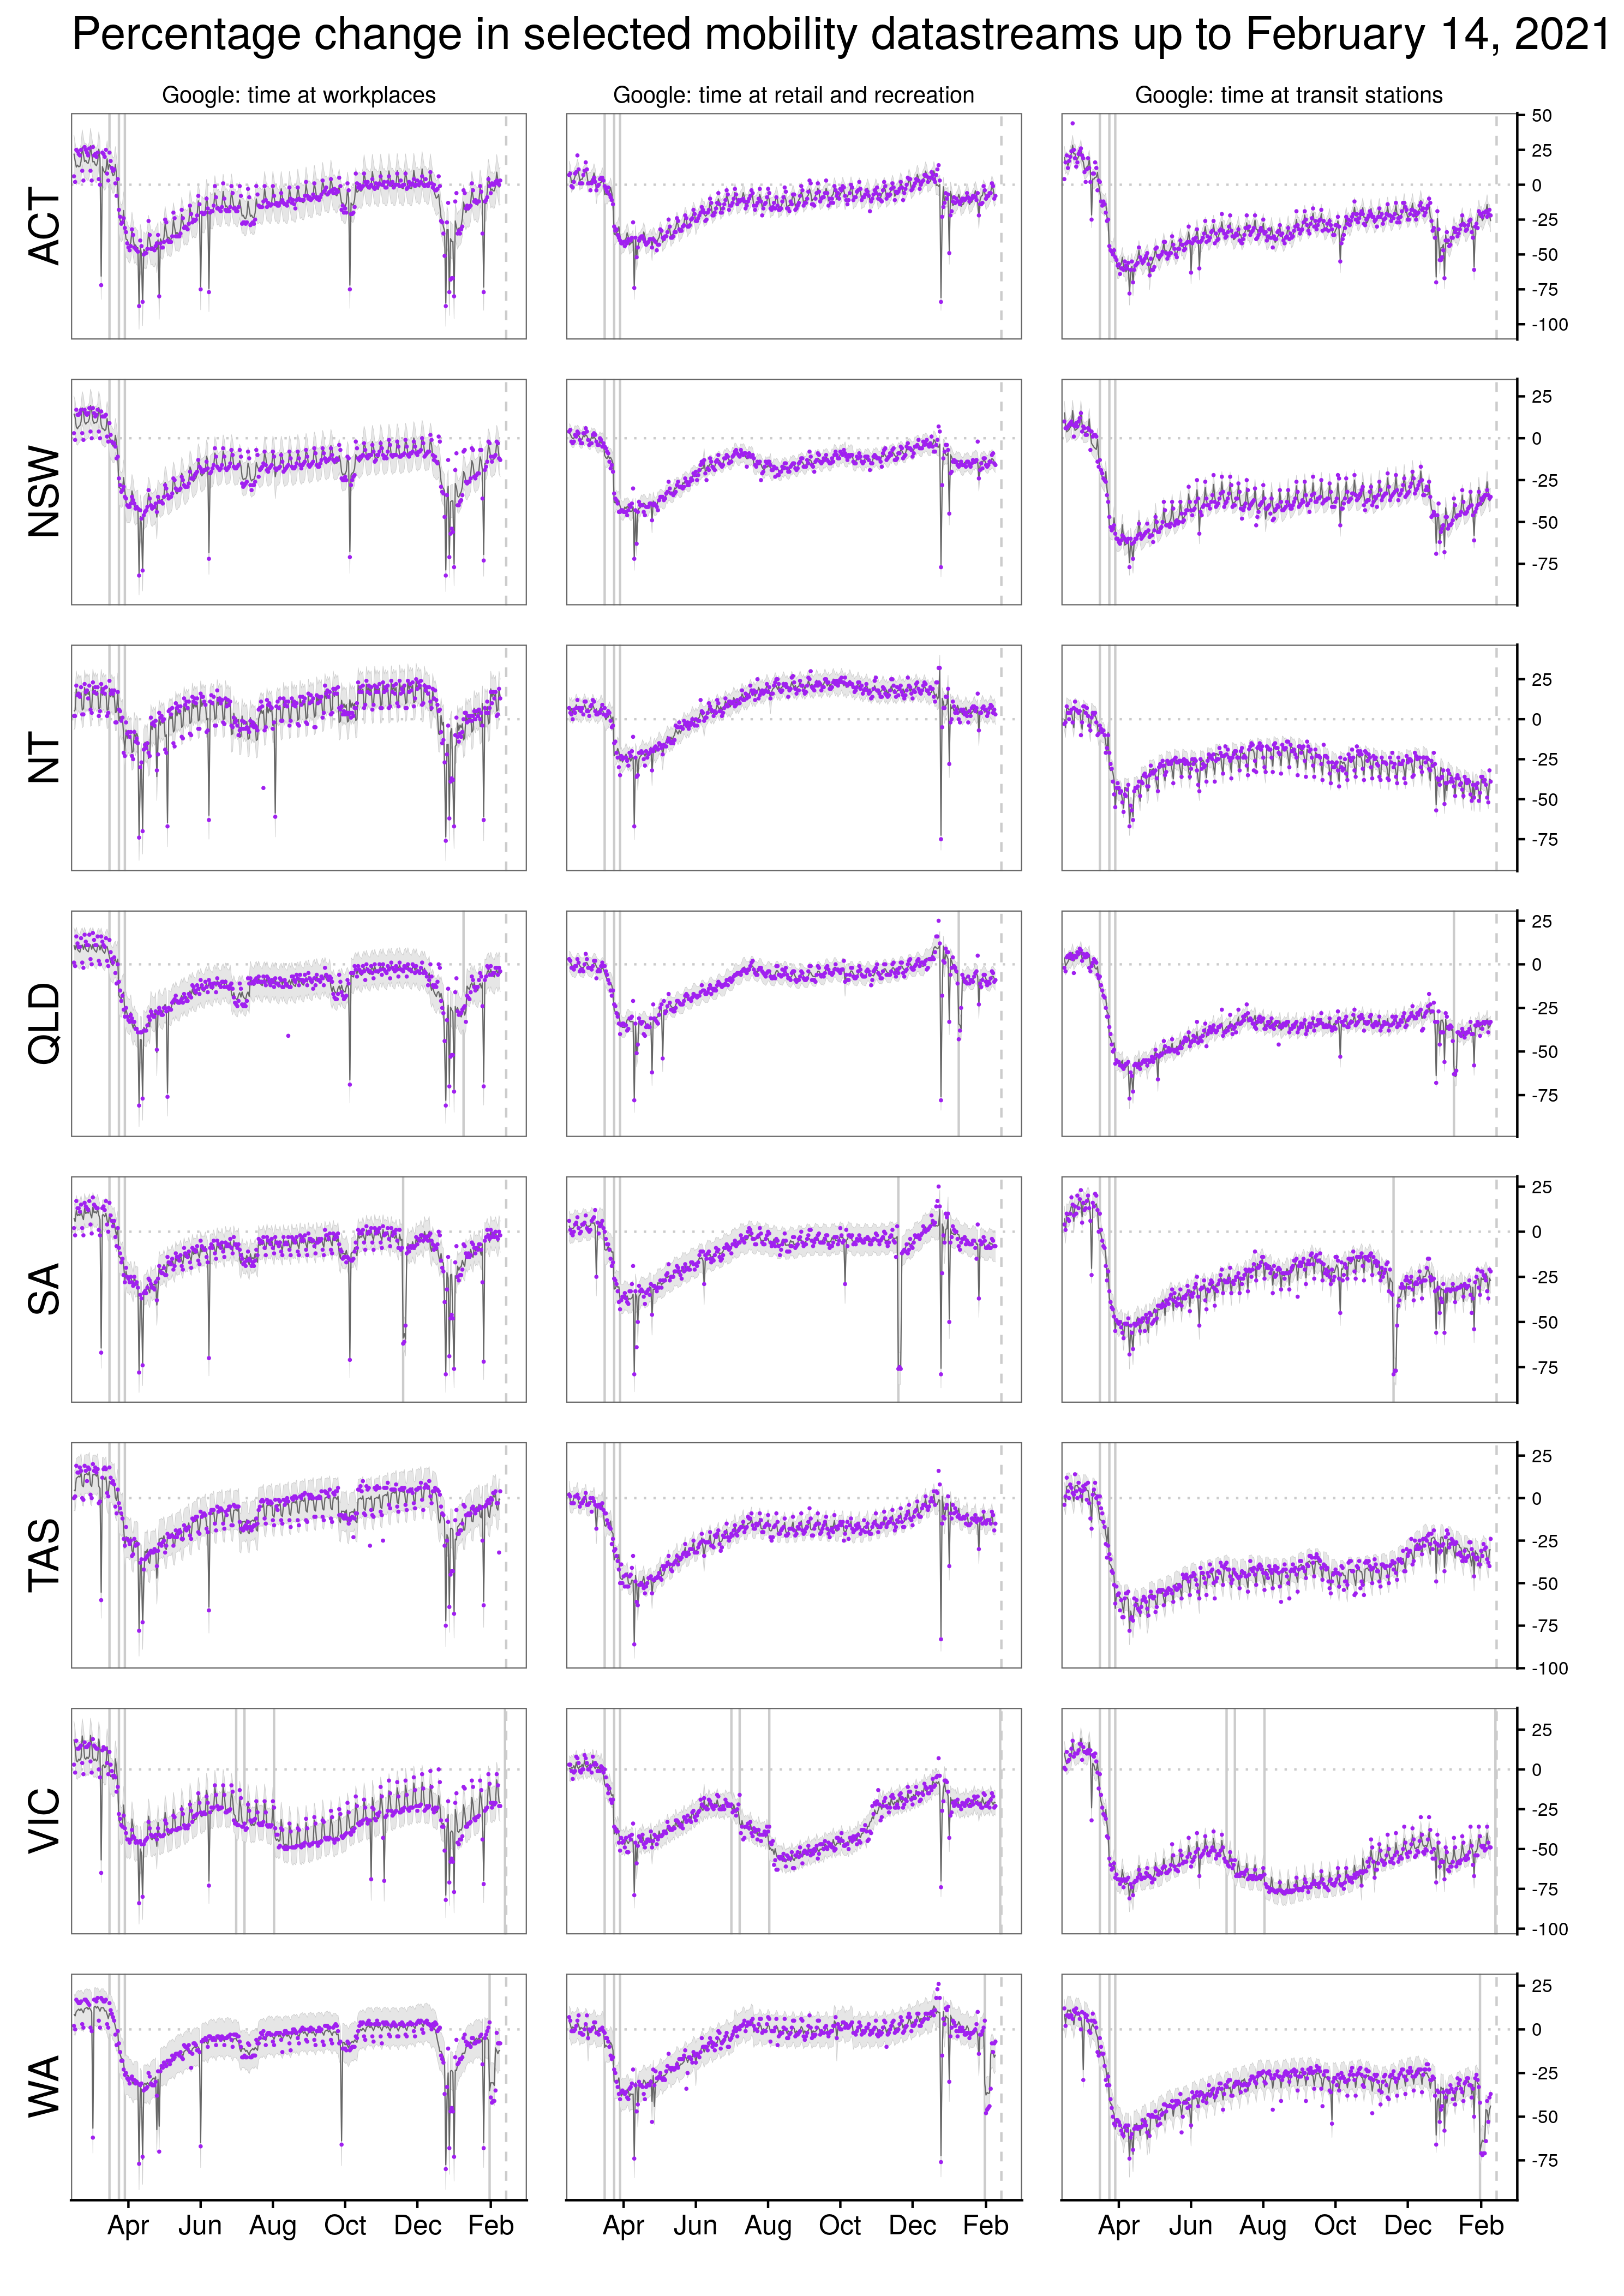 Percentage change in selected mobility datastreams up to February 14, 2021
Google: time at workplaces
Google: time at retail and recreation
Google: time at transit stations
ACT
50
25
0
-25
-50
-75
-100
NSW
25
0
-25
-50
-75
NT
25
0
-25
-50
-75
QLD
25
0
-25
-50
-75
SA
25
0
-25
-50
-75
TAS
25
0
-25
-50
-75
-100
VIC
25
0
-25
-50
-75
-100
WA
25
0
-25
-50
-75
Apr Jun Aug Oct Dec Feb
Apr Jun Aug Oct Dec Feb
Apr Jun Aug Oct Dec Feb